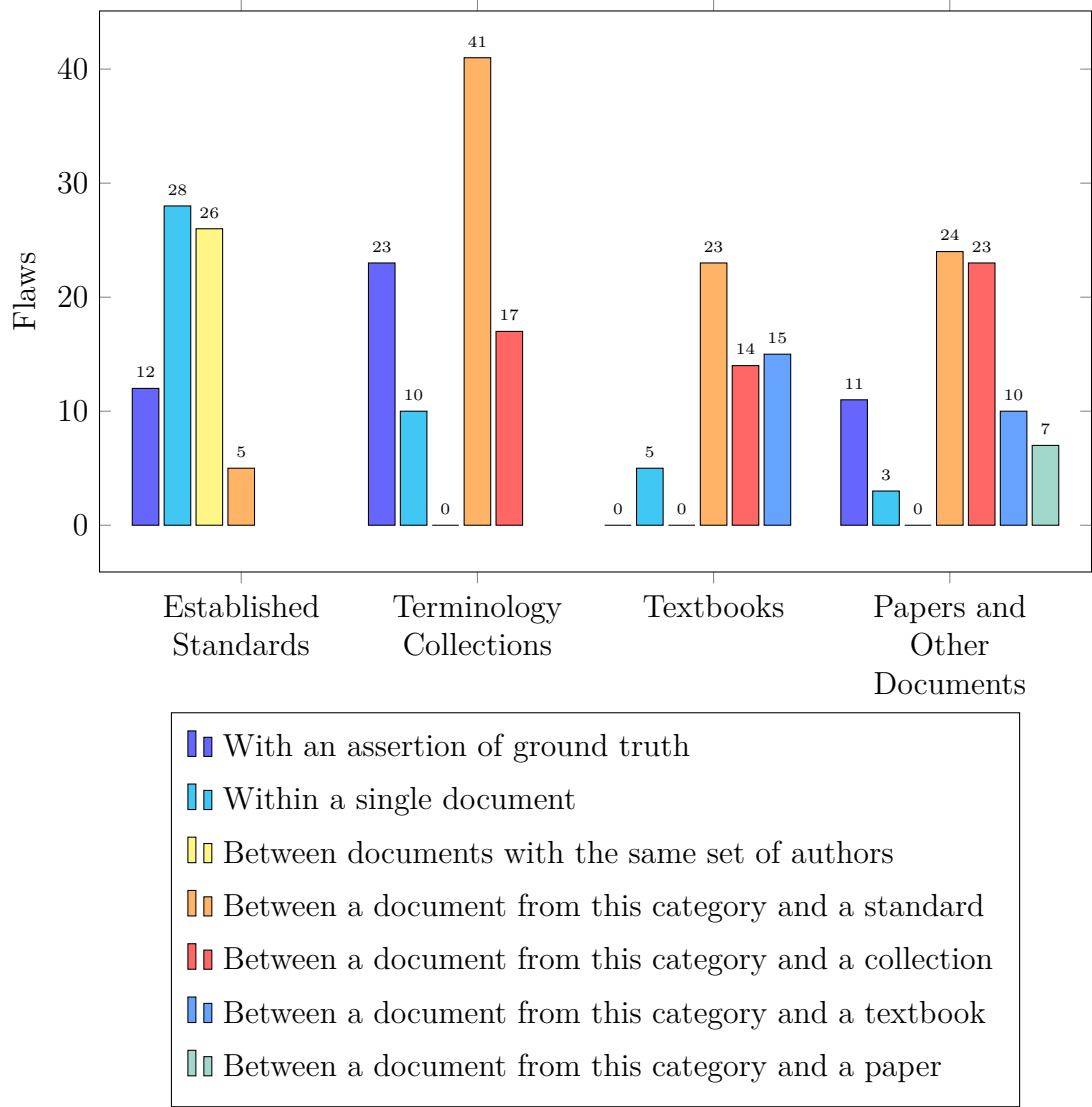 41
40
30
28
26
24
23
23
23
20
17
15
14
12
11
10
10
10
7
5
5
3
0
0
0
0
0
Flaws
Established
Standards
Terminology
Collections
Textbooks
Papers and
Other
Documents
With an assertion of ground truth
Within a single document
Between documents with the same set of authors
Between a document from this category and a standard
Between a document from this category and a collection
Between a document from this category and a textbook
Between a document from this category and a paper